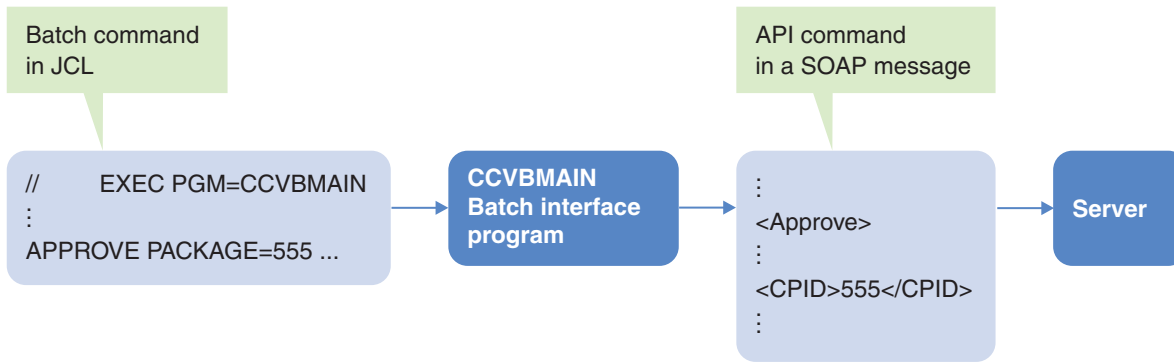 Batch command
in JCL
API command
in a SOAP message
// EXEC PGM=CCVBMAIN
⋮
APPROVE PACKAGE=555 ...
CCVBMAIN
Batch interface
program
⋮
<Approve>
⋮
<CPID>555</CPID>
⋮
Server